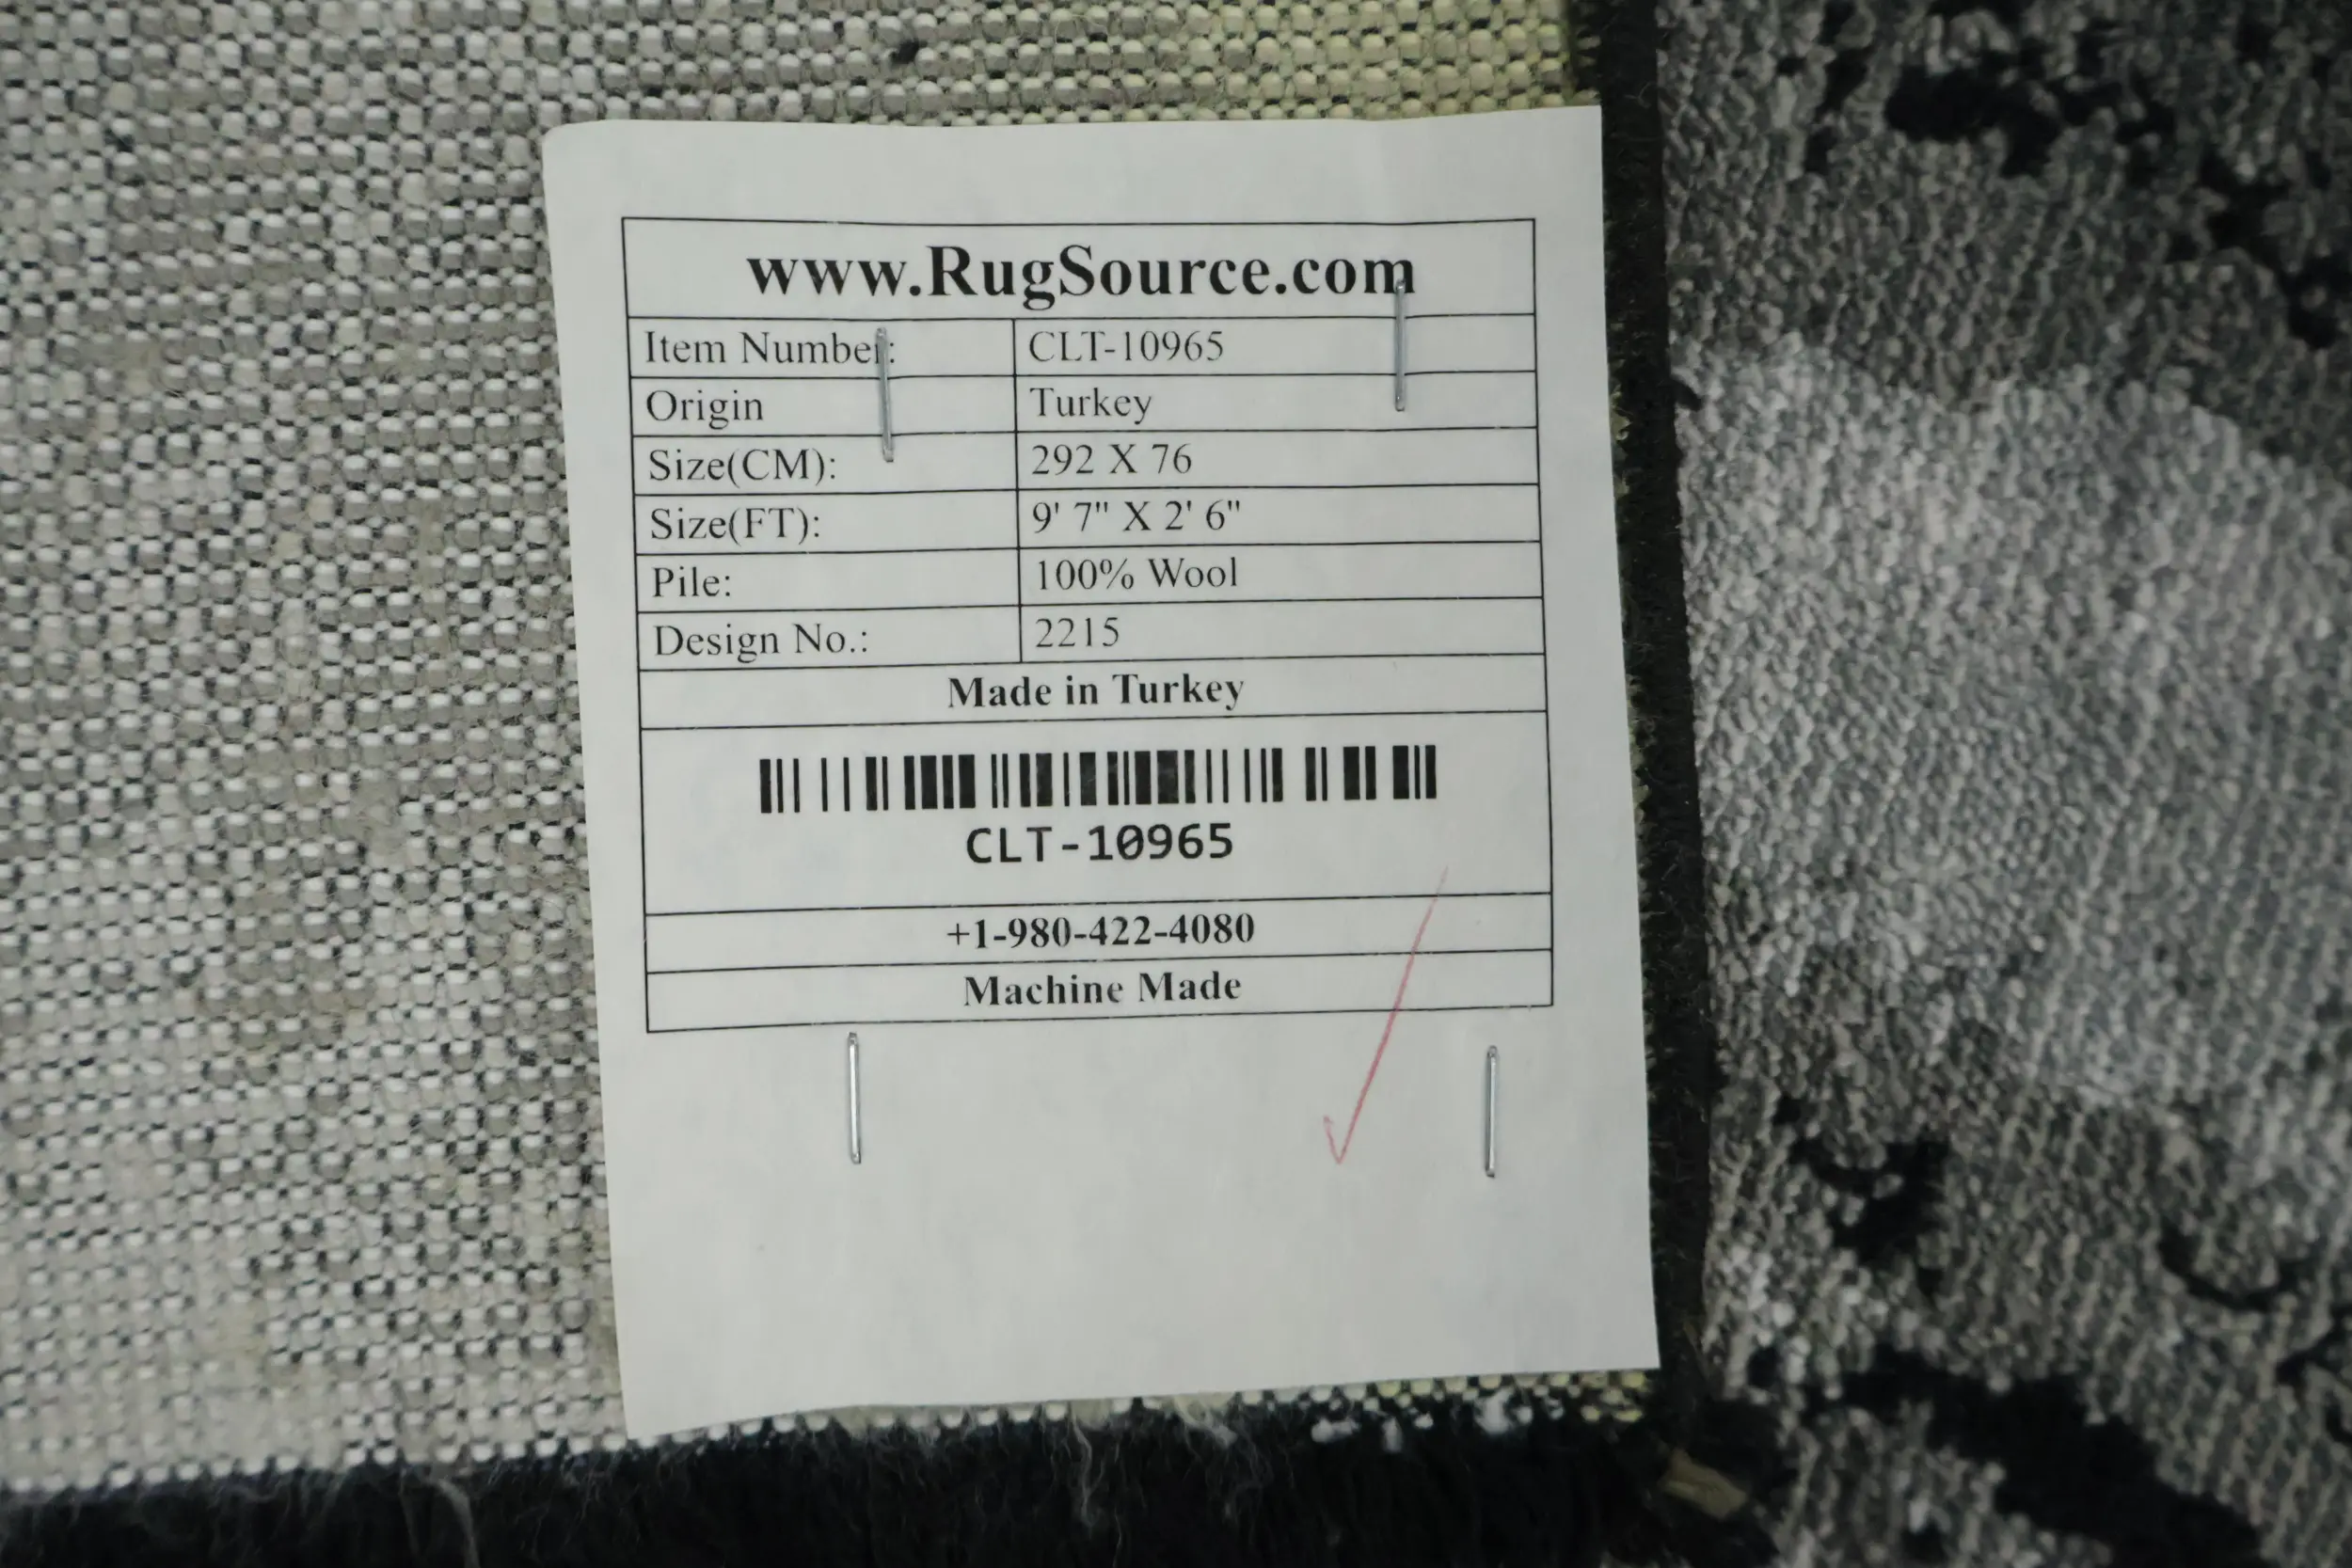 www.RugSource.com
Item Number: CLT-10965
Origin Turkey
Size(CM): 292 X 76
Size(FT): 9' 7" X 2' 6"
Pile: 100% Wool
Design No.: 2215
Made in Turkey
CLT-10965
+1-980-422-4080
Machine Made